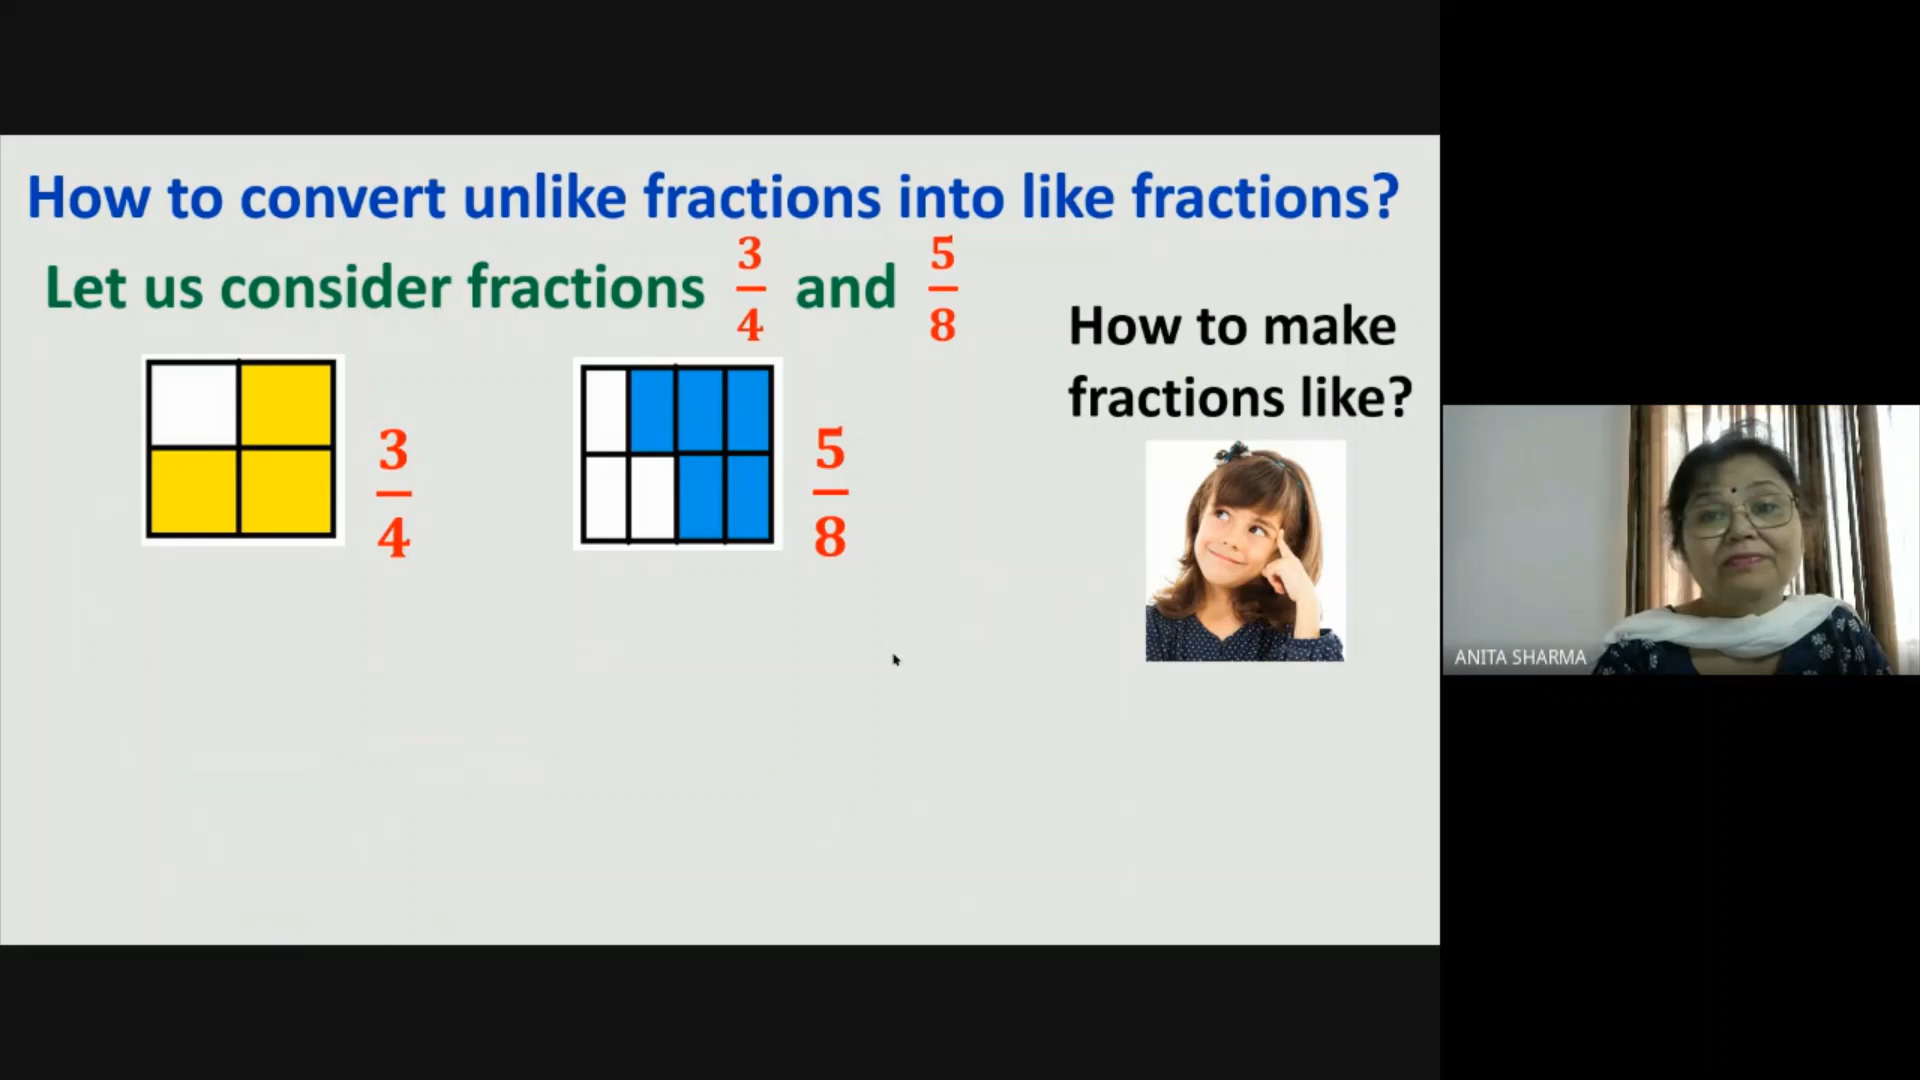 How to convert unlike fractions into like fractions?
Let us consider fractions 3/4 and 5/8
How to make
fractions like?
3/4
5/8
ANITA SHARMA